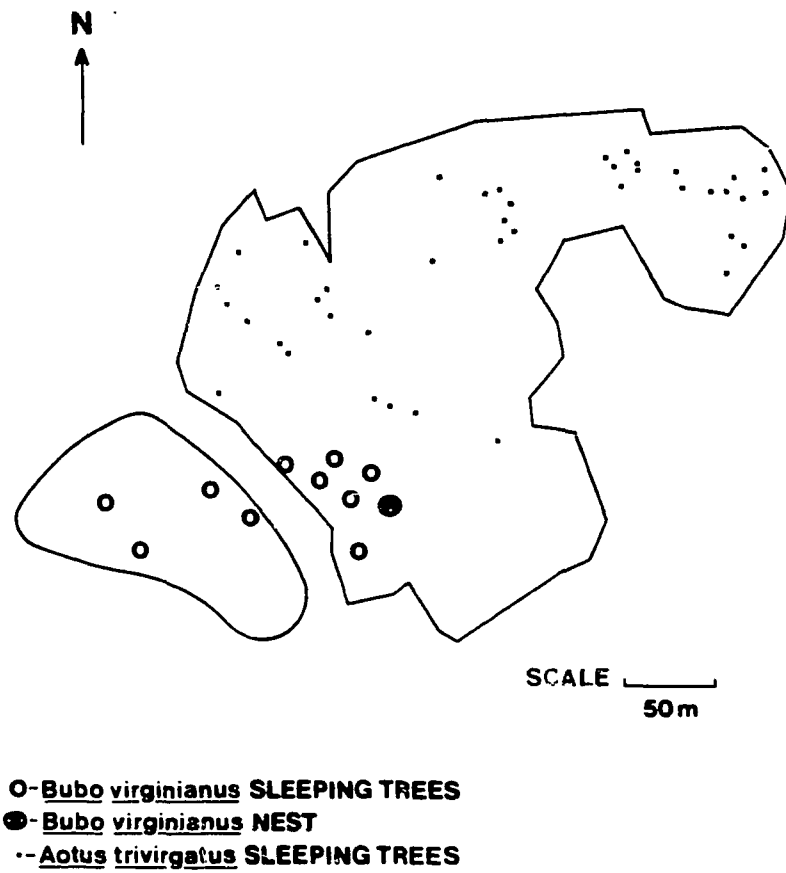 N
SCALE
50 m
O-Bubo virginianus SLEEPING TREES
-Bubo virginianus NEST
·-Aotus trivirgatus SLEEPING TREES